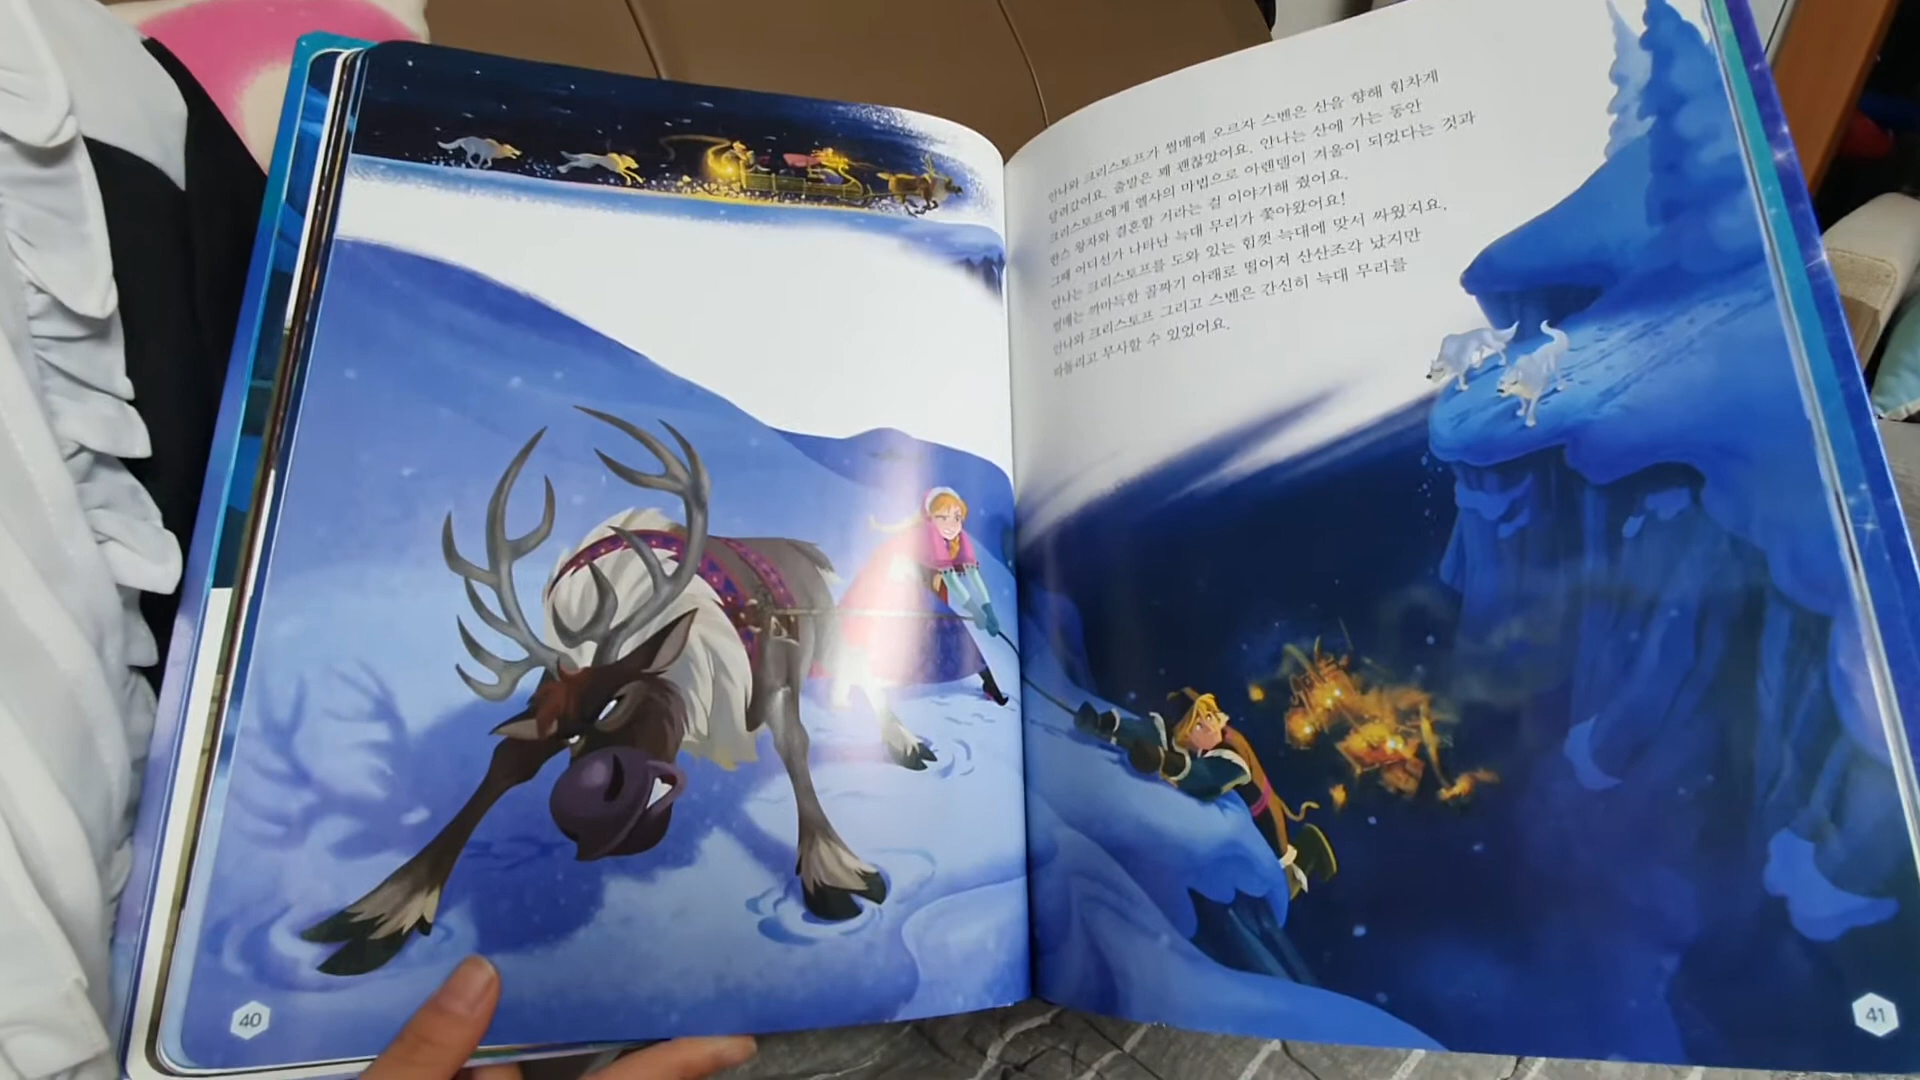 안나와 크리스토프가 썰매에 오르자 스벤은 산을 향해 힘차게
달려갔어요. 출발은 꽤 괜찮았어요. 안나는 산에 가는 동안
크리스토프에게 엘사의 마법으로 아렌델이 겨울이 되었다는 것과
한스 왕자와 결혼할 거라는 걸 이야기해 줬어요.
그때 어디선가 나타난 늑대 무리가 쫓아왔어요!
안나는 크리스토프를 도와 있는 힘껏 늑대에 맞서 싸웠지요.
썰매는 까마득한 골짜기 아래로 떨어져 산산조각 났지만
안나와 크리스토프 그리고 스벤은 간신히 늑대 무리를
따돌리고 무사할 수 있었어요.
40
41